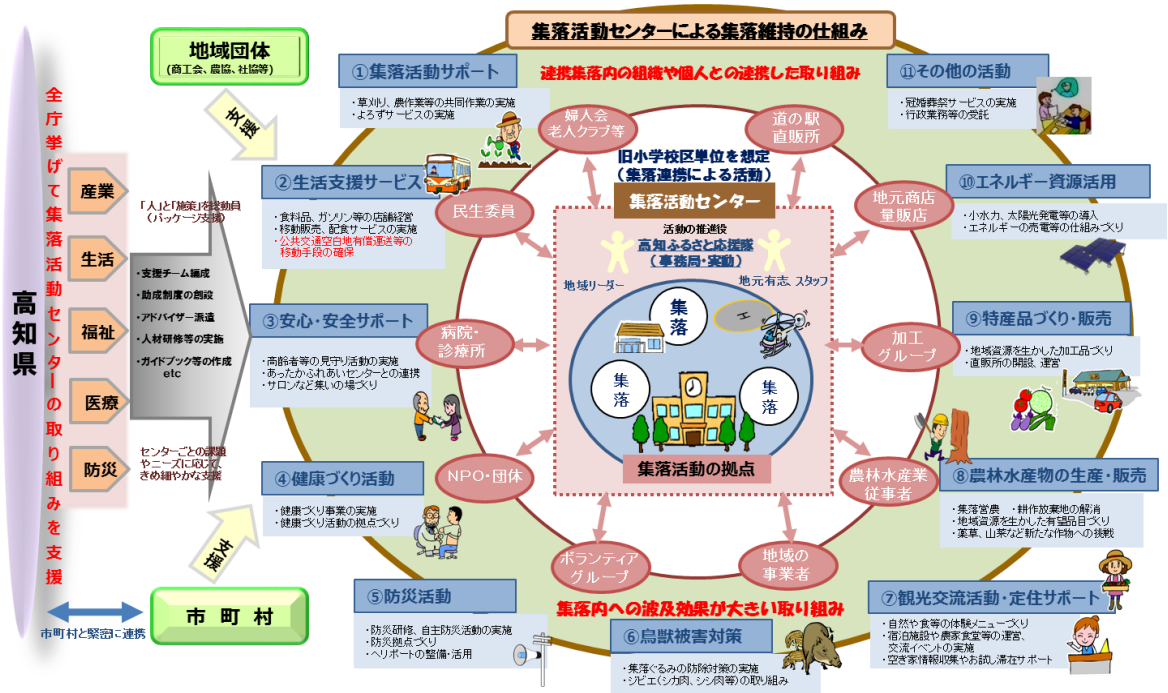 集落活動センターによる集落維持の仕組み
高知県
全庁挙げて集落活動センターの取り組みを支援
産業
生活
福祉
医療
防災
市町村と緊密に連携
地域団体
(商工会、農協、社協等)
支援
「人」と「施策」を総動員
(パッケージ支援)
・支援チーム編成
・助成制度の創設
・アドバイザー派遣
・人材研修等の実施
・ガイドブック等の作成
etc
センターごとの課題
やニーズに応じて、
きめ細やかな支援
支援
市町村
連携集落内の組織や個人との連携した取り組み
①集落活動サポート
・草刈り、農作業等の共同作業の実施
・よろずサービスの実施
②生活支援サービス
・食料品、ガソリン等の店舗経営
・移動販売、配食サービスの実施
・公共交通空白地有償運送等の
移動手段の確保
③安心・安全サポート
・高齢者等の見守り活動の実施
・あったかふれあいセンターとの連携
・サロンなど集いの場づくり
④健康づくり活動
・健康づくり事業の実施
・健康づくり活動の拠点づくり
⑤防災活動
・防災研修、自主防災活動の実施
・防災拠点づくり
・ヘリポートの整備・活用
⑥鳥獣被害対策
・集落ぐるみの防除対策の実施
・ジビエ(シカ肉、シシ肉等)の取り組み
⑦観光交流活動・定住サポート
・自然や食等の体験メニューづくり
・宿泊施設や農家食堂等の運営、
交流イベントの実施
・空き家情報収集やお試し滞在サポート
⑧農林水産物の生産・販売
・集落営農　・耕作放棄地の解消
・地域資源を生かした有望品目づくり
・薬草、山菜など新たな作物への挑戦
⑨特産品づくり・販売
・地域資源を生かした加工品づくり
・直販所の開設、運営
⑩エネルギー資源活用
・小水力、太陽光発電等の導入
・エネルギーの売電等の仕組みづくり
⑪その他の活動
・冠婚葬祭サービスの実施
・行政業務等の受託
婦人会
老人クラブ等
道の駅
直販所
民生委員
地元商店
量販店
病院・
診療所
加工
グループ
NPO・団体
農林水産業
従事者
ボランティア
グループ
地域の
事業者
旧小学校区単位を想定
(集落連携による活動)
集落活動センター
活動の推進役
高知ふるさと応援隊
(事務局・実動)
地域リーダー
地元有志、スタッフ
集落
H
集落
集落
集落活動の拠点
集落内への波及効果が大きい取り組み